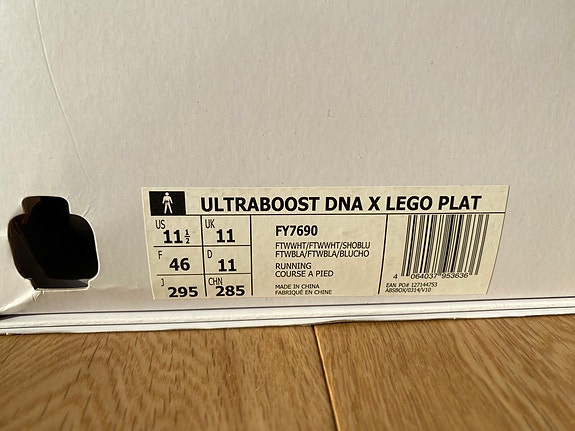 ULTRABOOST DNA X LEGO PLAT
US 11½ UK 11
F 46 D 11
J 295 CHN 285
FY7690
FTWWHT/FTWWHT/SHOBLU
FTWBLA/FTWBLA/BLUCHO
RUNNING
COURSE A PIED
MADE IN CHINA
FABRIQUÉ EN CHINE
4 064037 953636
EAN PO# 127144753
ABSBOX/0314/V10